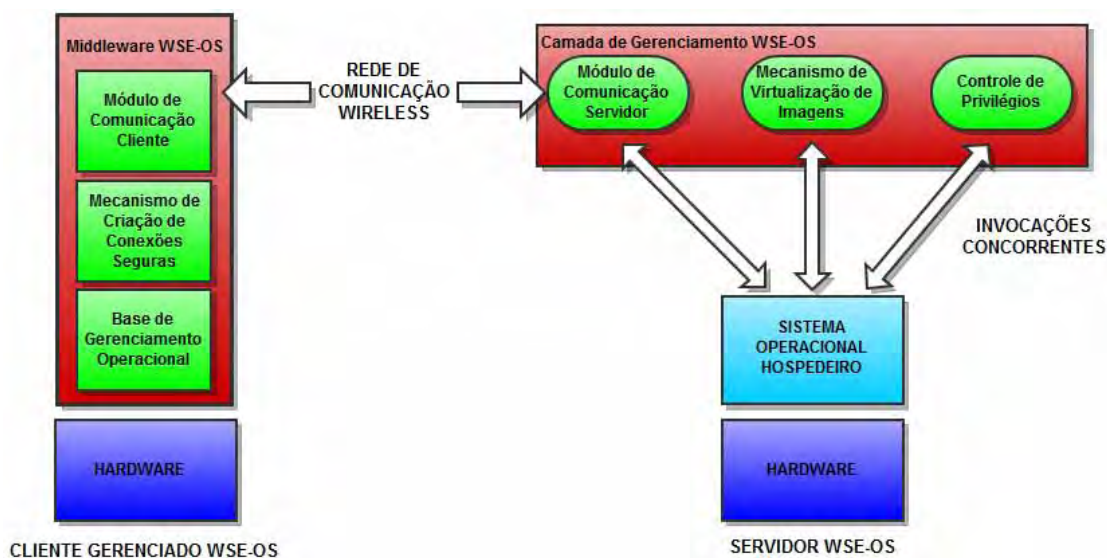 Middleware WSE-OS
Módulo de
Comunicação
Cliente
Mecanismo de
Criação de
Conexões
Seguras
Base de
Gerenciamento
Operacional
HARDWARE
CLIENTE GERENCIADO WSE-OS
REDE DE
COMUNICAÇÃO
WIRELESS
Camada de Gerenciamento WSE-OS
Módulo de
Comunicação
Servidor
Mecanismo de
Virtualização de
Imagens
Controle de
Privilégios
INVOCAÇÕES
CONCORRENTES
SISTEMA
OPERACIONAL
HOSPEDEIRO
HARDWARE
SERVIDOR WSE-OS